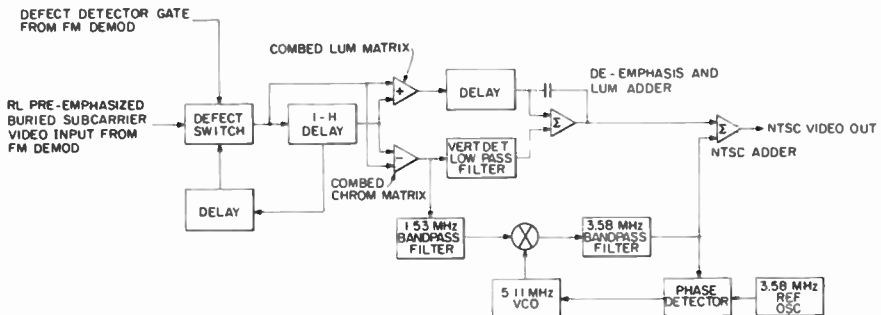 DEFECT DETECTOR GATE
FROM FM DEMOD
COMBED LUM MATRIX
DE-EMPHASIS AND
LUM ADDER
RL PRE-EMPHASIZED
BURIED SUBCARRIER
VIDEO INPUT FROM
FM DEMOD
DEFECT
SWITCH
1-H
DELAY
+
DELAY
Σ
Σ
NTSC VIDEO OUT
NTSC ADDER
−
VERT DET
LOW PASS
FILTER
COMBED
CHROM MATRIX
DELAY
1.53 MHz
BANDPASS
FILTER
3.58 MHz
BANDPASS
FILTER
5.11 MHz
VCO
PHASE
DETECTOR
3.58 MHz
REF
OSC